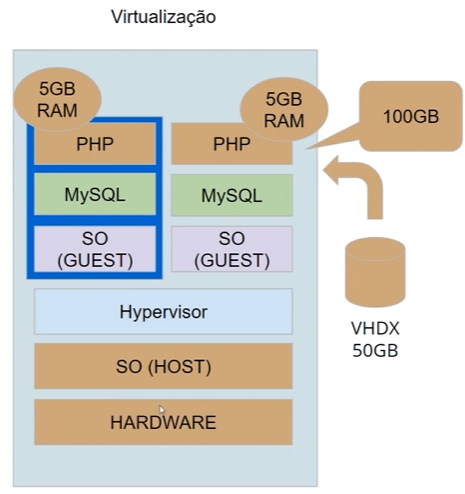 Virtualização
5GB
RAM
5GB
RAM
100GB
PHP
PHP
MySQL
MySQL
SO
(GUEST)
SO
(GUEST)
Hypervisor
VHDX
50GB
SO (HOST)
HARDWARE